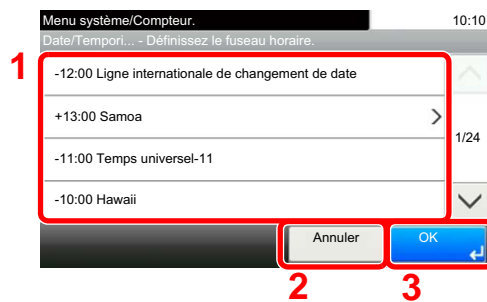 Menu système/Compteur.
10:10
Date/Tempori... - Définissez le fuseau horaire.
1
-12:00 Ligne internationale de changement de date
+13:00 Samoa
1/24
-11:00 Temps universel-11
-10:00 Hawaii
Annuler
OK
2
3